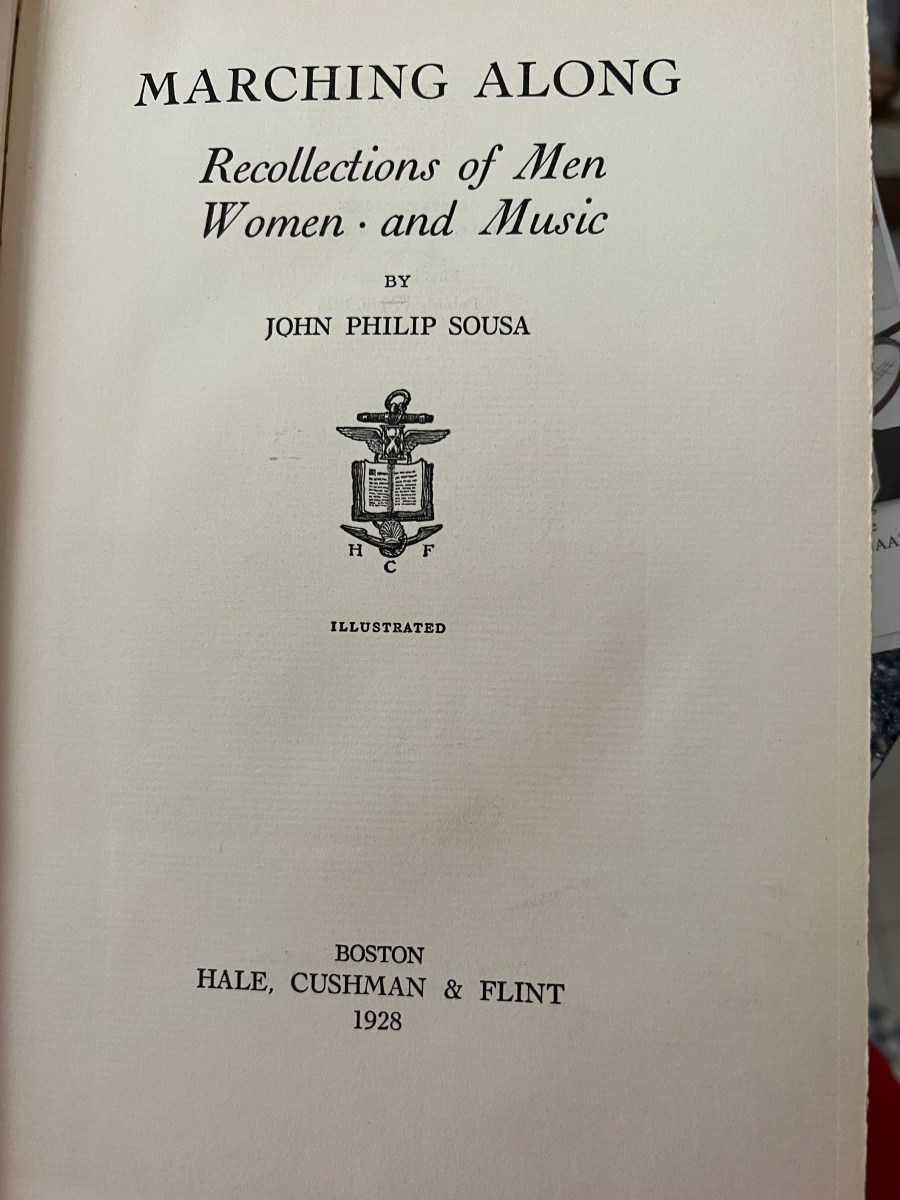 MARCHING ALONG
Recollections of Men
Women · and Music
BY
JOHN PHILIP SOUSA
H F
C
ILLUSTRATED
BOSTON
HALE, CUSHMAN & FLINT
1928